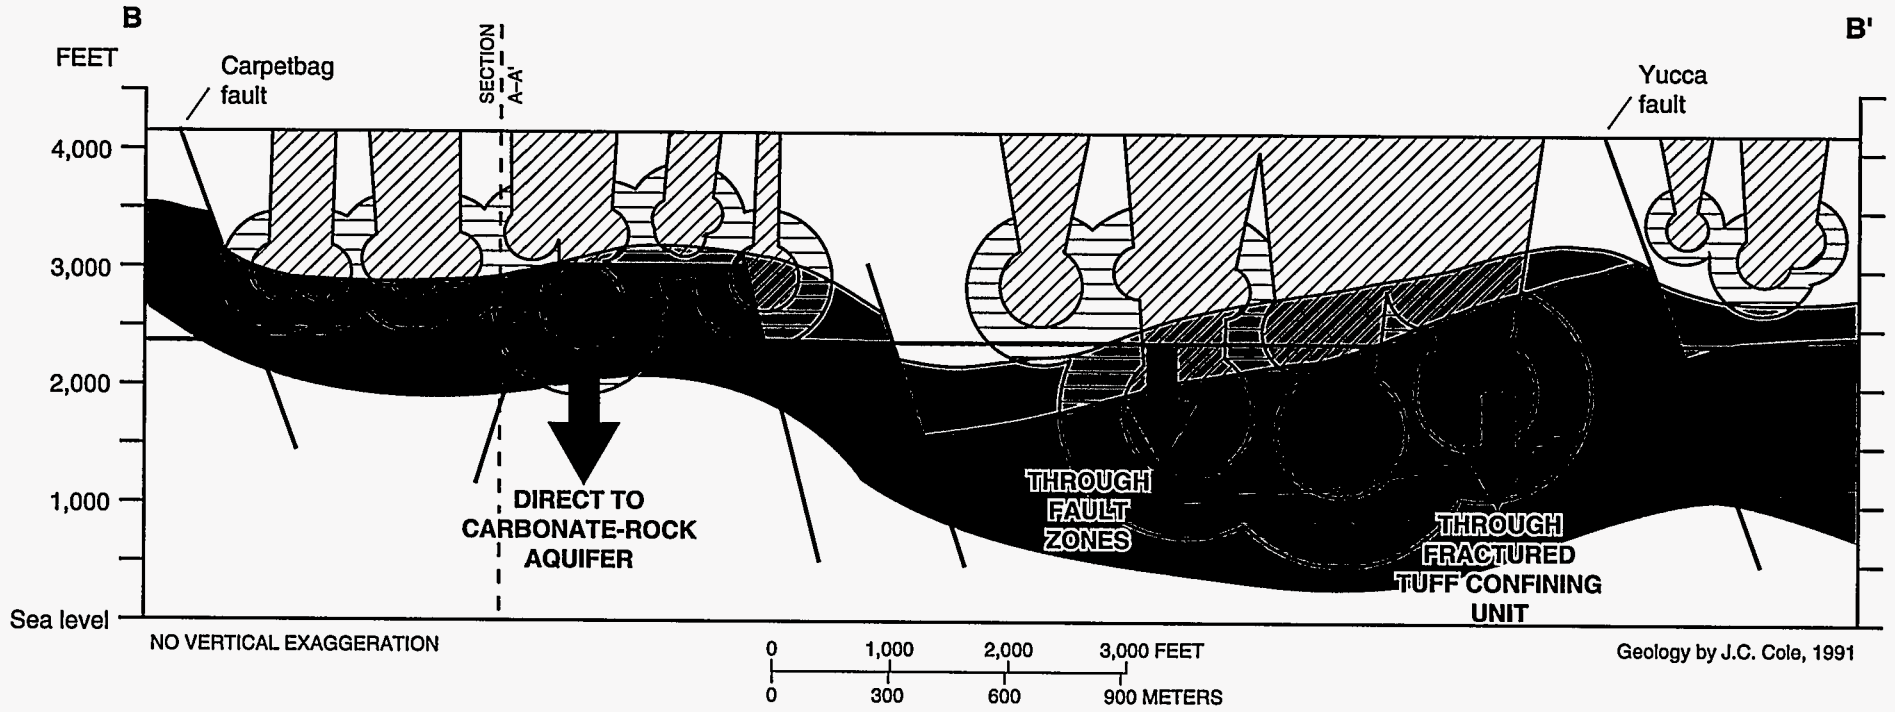 B
B'
FEET
Carpetbag
fault
SECTION
A–A'
Yucca
fault
4,000
3,000
2,000
1,000
Sea level
DIRECT TO
CARBONATE-ROCK
AQUIFER
THROUGH
FAULT
ZONES
THROUGH
FRACTURED
TUFF CONFINING
UNIT
NO VERTICAL EXAGGERATION
0 1,000 2,000 3,000 FEET
0 300 600 900 METERS
Geology by J.C. Cole, 1991